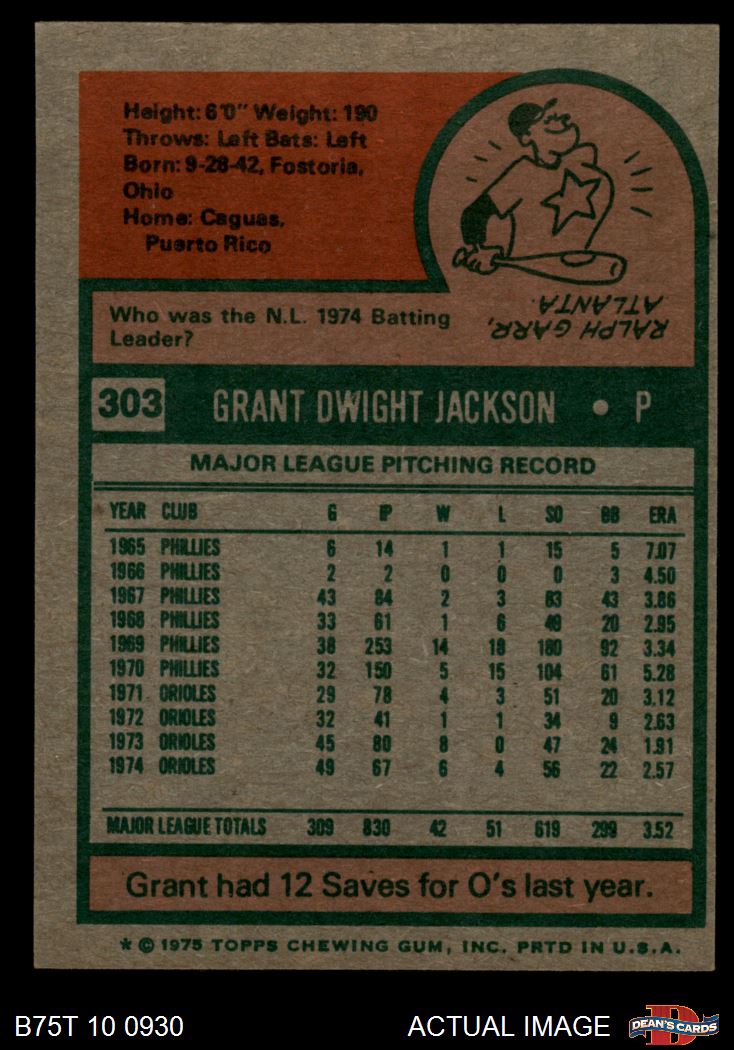 Height: 6'0" Weight: 190
Throws: Left Bats: Left
Born: 9-28-42, Fostoria,
Ohio
Home: Caguas,
Puerto Rico
Who was the N.L. 1974 Batting
Leader?
RALPH GARR,
ATLANTA.
303 GRANT DWIGHT JACKSON • P
MAJOR LEAGUE PITCHING RECORD
YEAR CLUB G IP W L SO BB ERA
1965 PHILLIES 6 14 1 1 15 5 7.07
1966 PHILLIES 2 2 0 0 0 3 4.50
1967 PHILLIES 43 84 2 3 83 43 3.86
1968 PHILLIES 33 61 1 6 49 20 2.95
1969 PHILLIES 38 253 14 18 180 92 3.34
1970 PHILLIES 32 150 5 15 104 61 5.28
1971 ORIOLES 29 78 4 3 51 20 3.12
1972 ORIOLES 32 41 1 1 34 9 2.63
1973 ORIOLES 45 80 8 0 47 24 1.91
1974 ORIOLES 49 67 6 4 56 22 2.57
MAJOR LEAGUE TOTALS 309 830 42 51 619 299 3.52
Grant had 12 Saves for O's last year.
* © 1975 TOPPS CHEWING GUM, INC. PRTD IN U.S.A.
B75T 10 0930 ACTUAL IMAGE DEAN'S CARDS